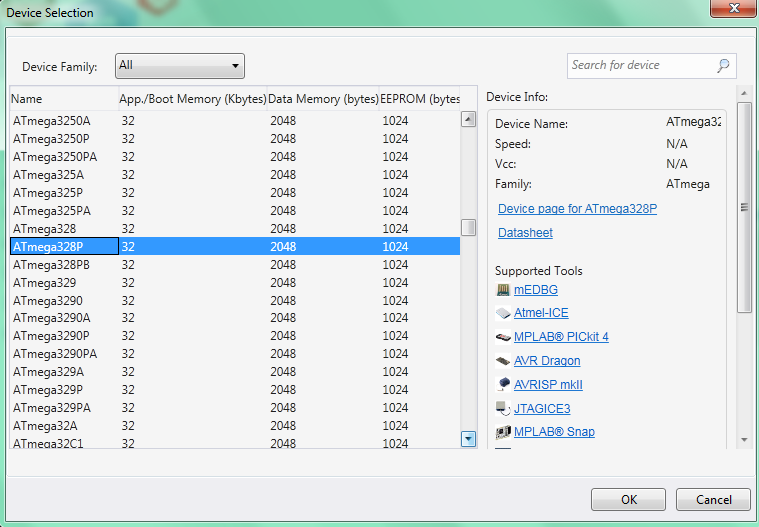 Device Selection
Device Family: All Search for device
Name App./Boot Memory (Kbytes) Data Memory (bytes) EEPROM (bytes
ATmega3250A 32 2048 1024
ATmega3250P 32 2048 1024
ATmega3250PA 32 2048 1024
ATmega325A 32 2048 1024
ATmega325P 32 2048 1024
ATmega325PA 32 2048 1024
ATmega328 32 2048 1024
ATmega328P 32 2048 1024
ATmega328PB 32 2048 1024
ATmega329 32 2048 1024
ATmega3290 32 2048 1024
ATmega3290A 32 2048 1024
ATmega3290P 32 2048 1024
ATmega3290PA 32 2048 1024
ATmega329A 32 2048 1024
ATmega329P 32 2048 1024
ATmega329PA 32 2048 1024
ATmega32A 32 2048 1024
ATmega32C1 32 2048 1024
Device Info:
Device Name: ATmega32
Speed: N/A
Vcc: N/A
Family: ATmega
Device page for ATmega328P
Datasheet
Supported Tools
mEDBG
Atmel-ICE
MPLAB® PICkit 4
AVR Dragon
AVRISP mkII
JTAGICE3
MPLAB® Snap
OK Cancel